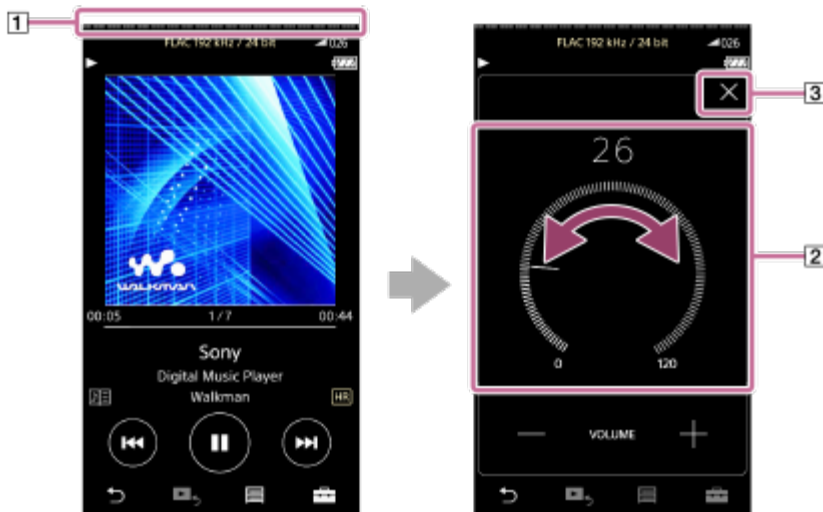 1
FLAC 192 kHz / 24 bit 026
WALKMAN
00:05 1/7 00:44
Sony
Digital Music Player
Walkman
HR
FLAC 192 kHz / 24 bit 026
3
26
2
0 120
VOLUME